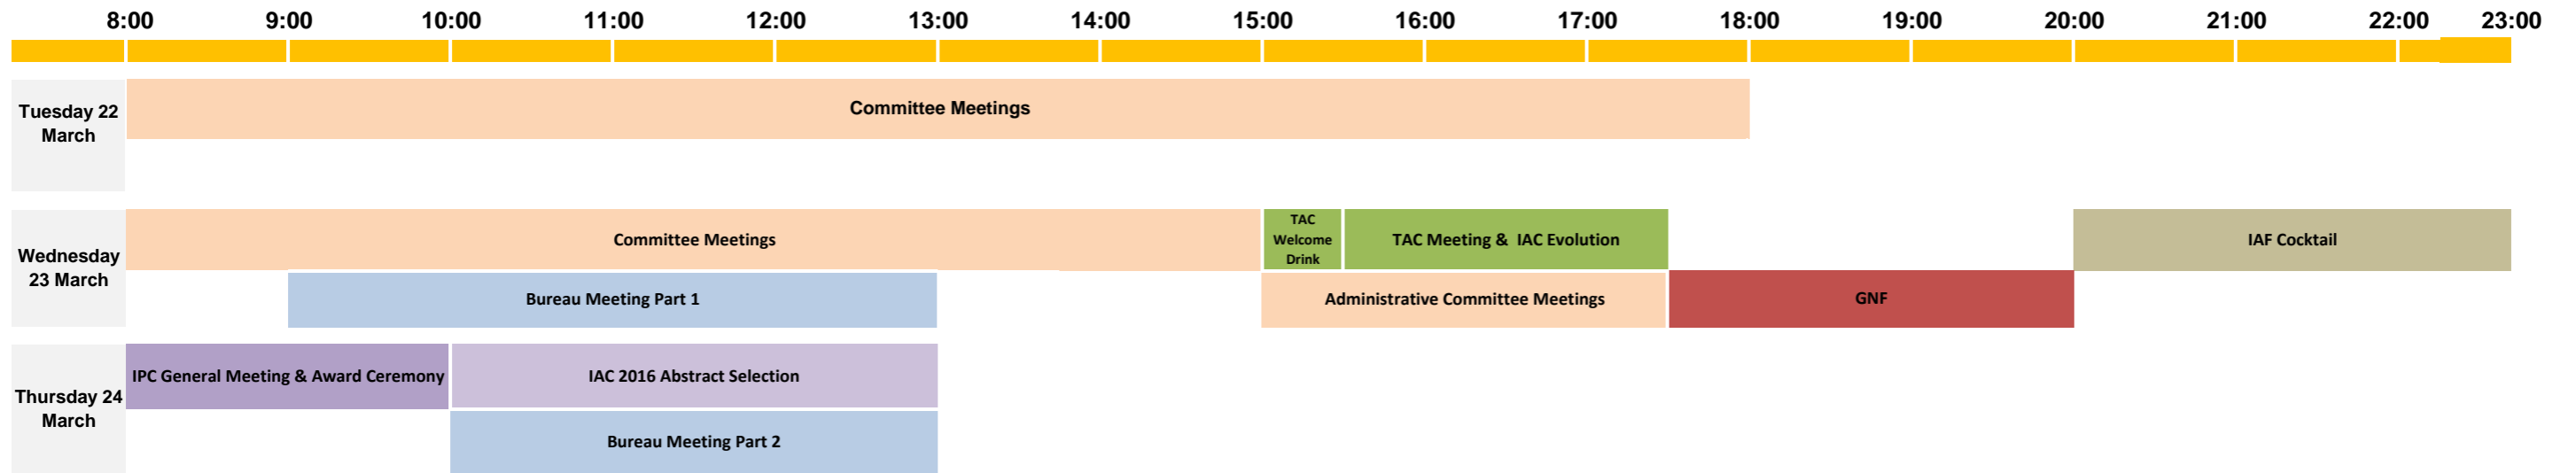 8:00 9:00 10:00 11:00 12:00 13:00 14:00 15:00 16:00 17:00 18:00 19:00 20:00 21:00 22:00 23:00
Tuesday 22
March
Committee Meetings
Wednesday
23 March
Committee Meetings
TAC
Welcome
Drink
TAC Meeting & IAC Evolution
IAF Cocktail
Bureau Meeting Part 1
Administrative Committee Meetings
GNF
Thursday 24
March
IPC General Meeting & Award Ceremony
IAC 2016 Abstract Selection
Bureau Meeting Part 2